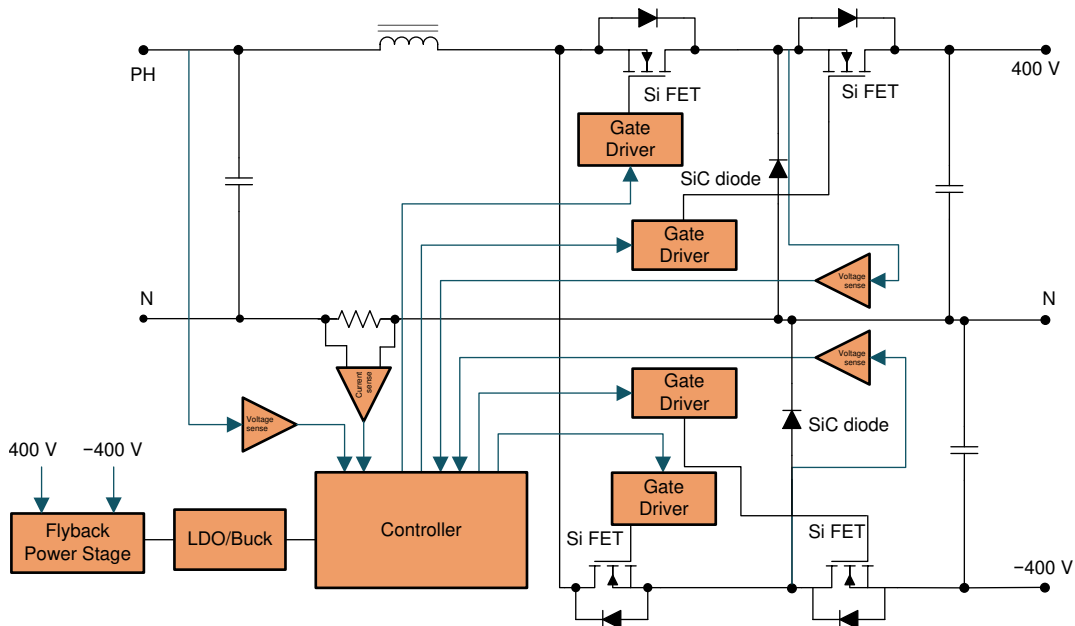 PH
400 V
Si FET
Si FET
Gate
Driver
SiC diode
Gate
Driver
Voltage
sense
N
N
Voltage
sense
Current
sense
Gate
Driver
Voltage
sense
SiC diode
400 V
−400 V
Gate
Driver
Flyback
Power Stage
LDO/Buck
Controller
Si FET
Si FET
−400 V